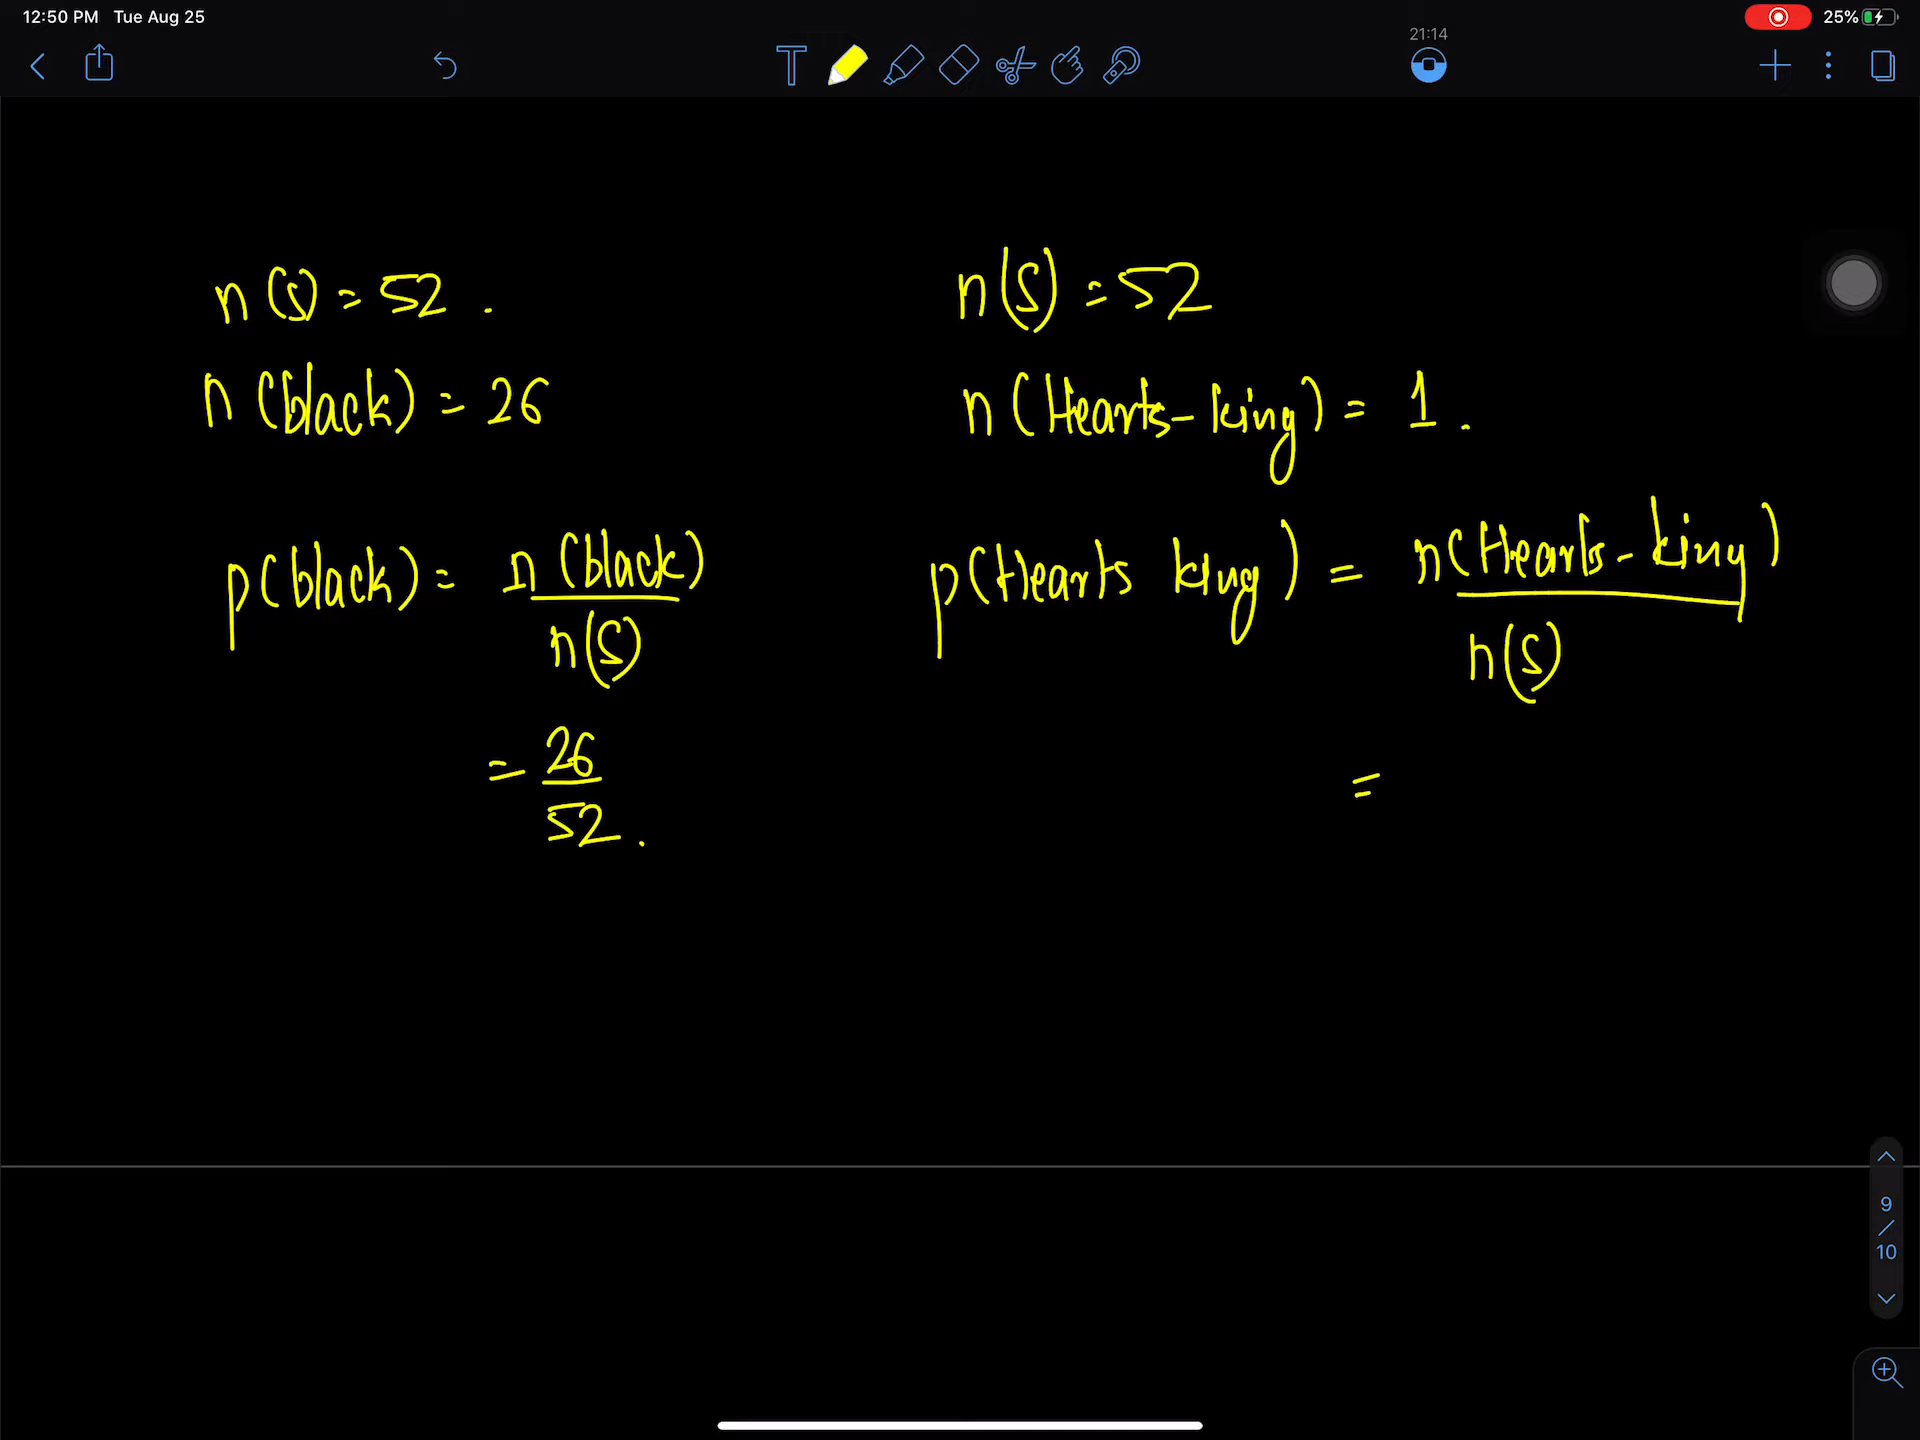 12:50 PM Tue Aug 25
25%
21:14
n(s) = 52 .
n(black) = 26
p(black) = n(black)
n(s)
= 26
52 .
n(s) = 52
n(Hearts-king) = 1 .
p(Hearts king) = n(Hearts-king)
n(s)
=
9
/
10